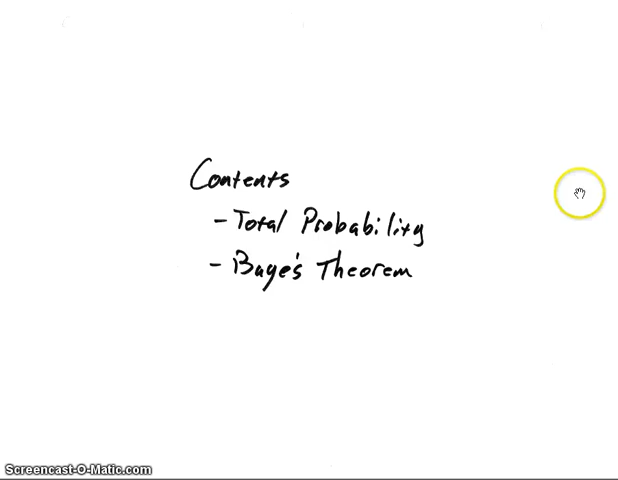 Contents
- Total Probability
- Baye's Theorem
Screencast-O-Matic.com